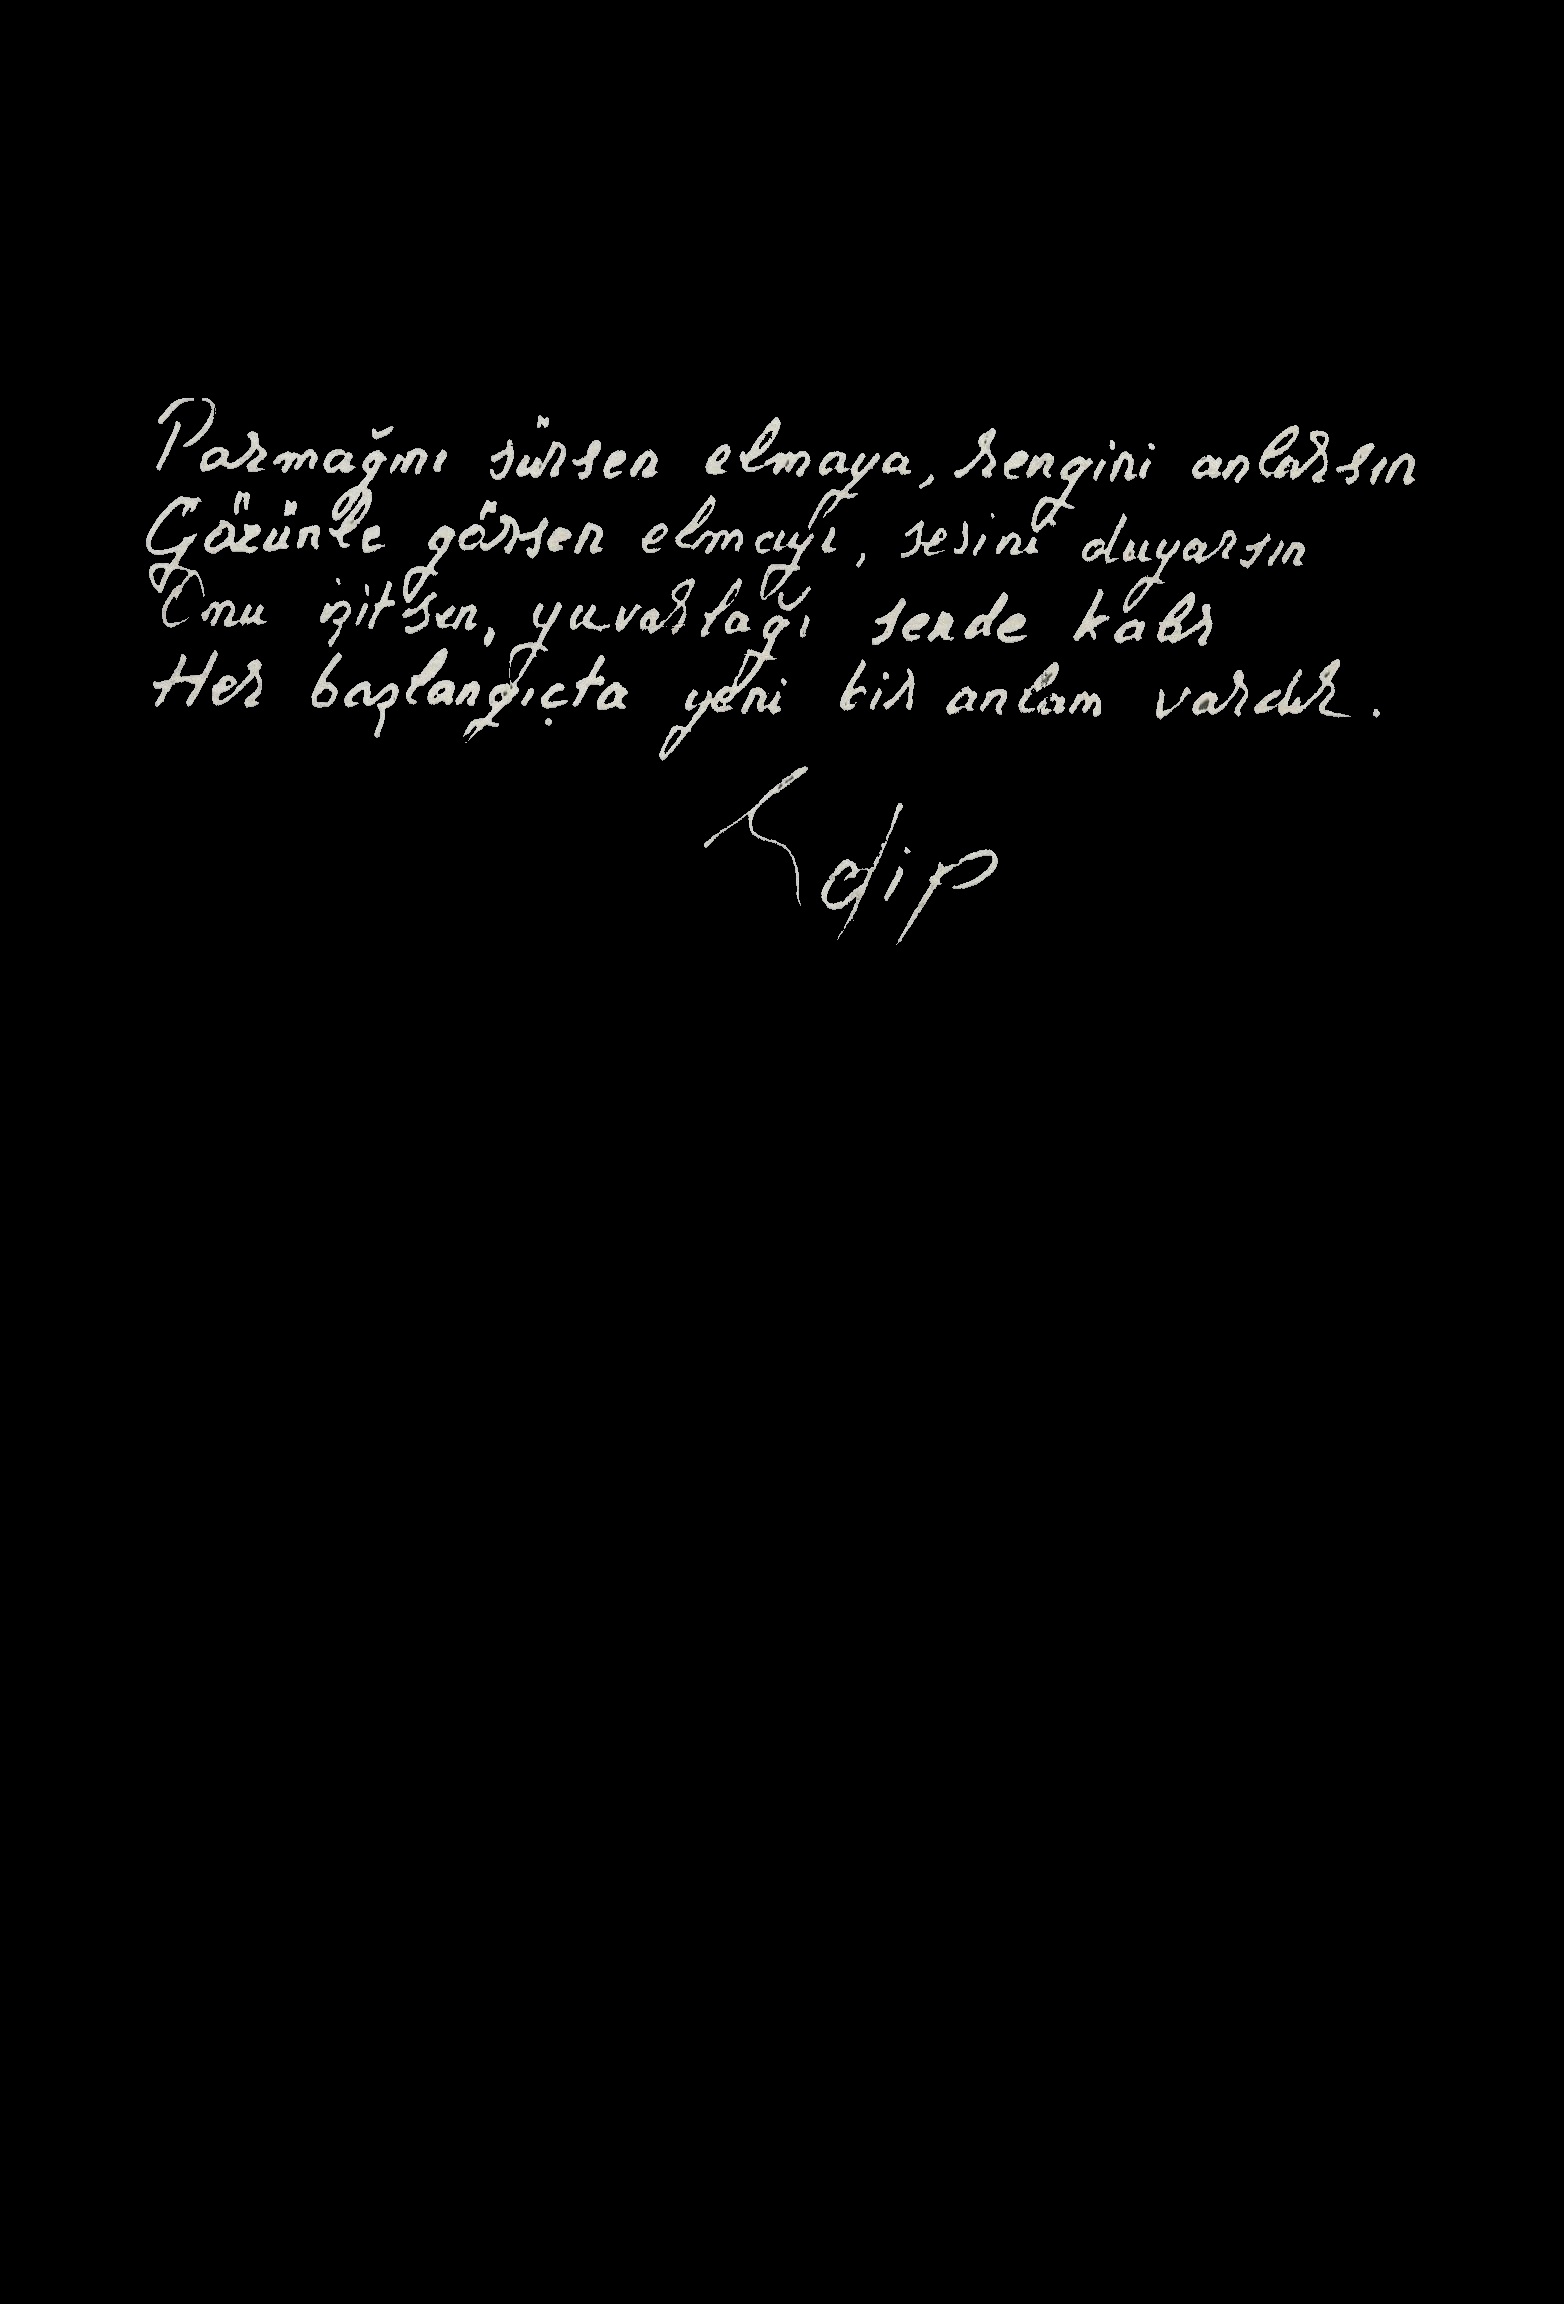 Parmağını sürsen elmaya, rengini anlarsın
Gözünle görsen elmayı, sesini duyarsın
Onu işitsen, yuvarlağı sende kalır
Her başlangıçta yeni bir anlam vardır.
Edip